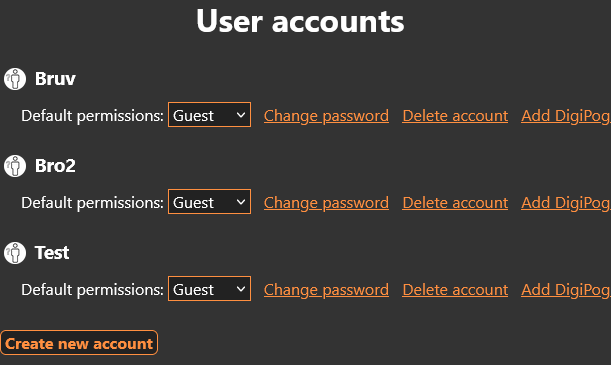 User accounts
Bruv
Default permissions: Guest Change password Delete account Add DigiPog
Bro2
Default permissions: Guest Change password Delete account Add DigiPog
Test
Default permissions: Guest Change password Delete account Add DigiPog
Create new account